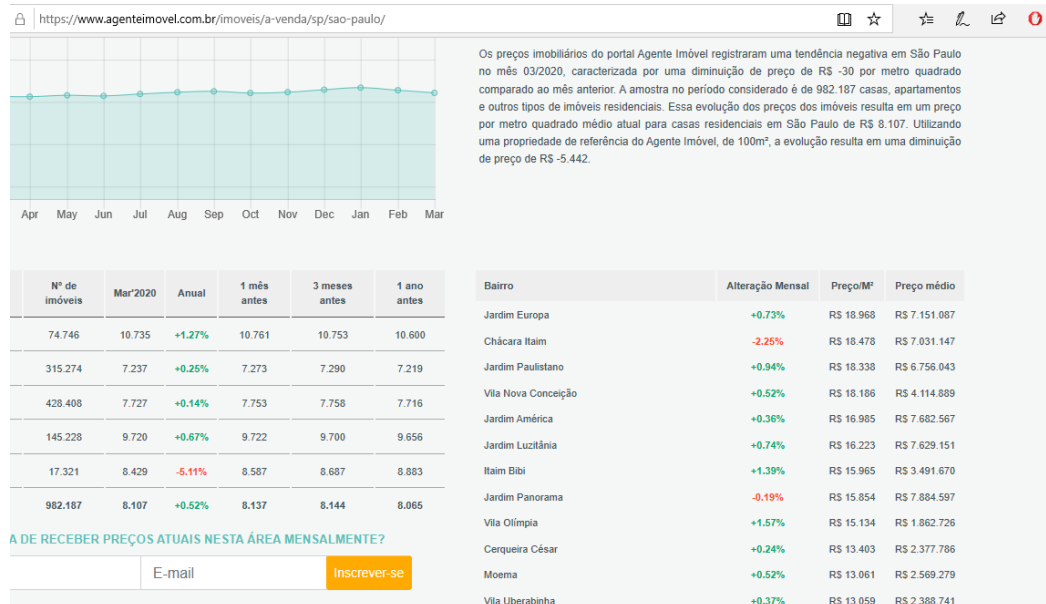 https://www.agenteimovel.com.br/imoveis/a-venda/sp/sao-paulo/
Os preços imobiliários do portal Agente Imóvel registraram uma tendência negativa em São Paulo
no mês 03/2020, caracterizada por uma diminuição de preço de R$ -30 por metro quadrado
comparado ao mês anterior. A amostra no período considerado é de 982.187 casas, apartamentos
e outros tipos de imóveis residenciais. Essa evolução dos preços dos imóveis resulta em um preço
por metro quadrado médio atual para casas residenciais em São Paulo de R$ 8.107. Utilizando
uma propriedade de referência do Agente Imóvel, de 100m², a evolução resulta em uma diminuição
de preço de R$ -5.442.
Apr May Jun Jul Aug Sep Oct Nov Dec Jan Feb Mar
Nº de imóveis Mar'2020 Anual 1 mês antes 3 meses antes 1 ano antes
74.746 10.735 +1.27% 10.761 10.753 10.600
315.274 7.237 +0.25% 7.273 7.290 7.219
428.408 7.727 +0.14% 7.753 7.758 7.716
145.228 9.720 +0.67% 9.722 9.700 9.656
17.321 8.429 -5.11% 8.587 8.687 8.883
982.187 8.107 +0.52% 8.137 8.144 8.065
A DE RECEBER PREÇOS ATUAIS NESTA ÁREA MENSALMENTE?
E-mail Inscrever-se
Bairro Alteração Mensal Preço/M² Preço médio
Jardim Europa +0.73% R$ 18.968 R$ 7.151.087
Chácara Itaim -2.25% R$ 18.478 R$ 7.031.147
Jardim Paulistano +0.94% R$ 18.338 R$ 6.756.043
Vila Nova Conceição +0.52% R$ 18.186 R$ 4.114.889
Jardim América +0.36% R$ 16.985 R$ 7.682.567
Jardim Luzitânia +0.74% R$ 16.223 R$ 7.629.151
Itaim Bibi +1.39% R$ 15.965 R$ 3.491.670
Jardim Panorama -0.19% R$ 15.854 R$ 7.884.597
Vila Olímpia +1.57% R$ 15.134 R$ 1.862.726
Cerqueira César +0.24% R$ 13.403 R$ 2.377.786
Moema +0.52% R$ 13.061 R$ 2.569.279
Vila Uberabinha +0.37% R$ 13.059 R$ 2.388.741